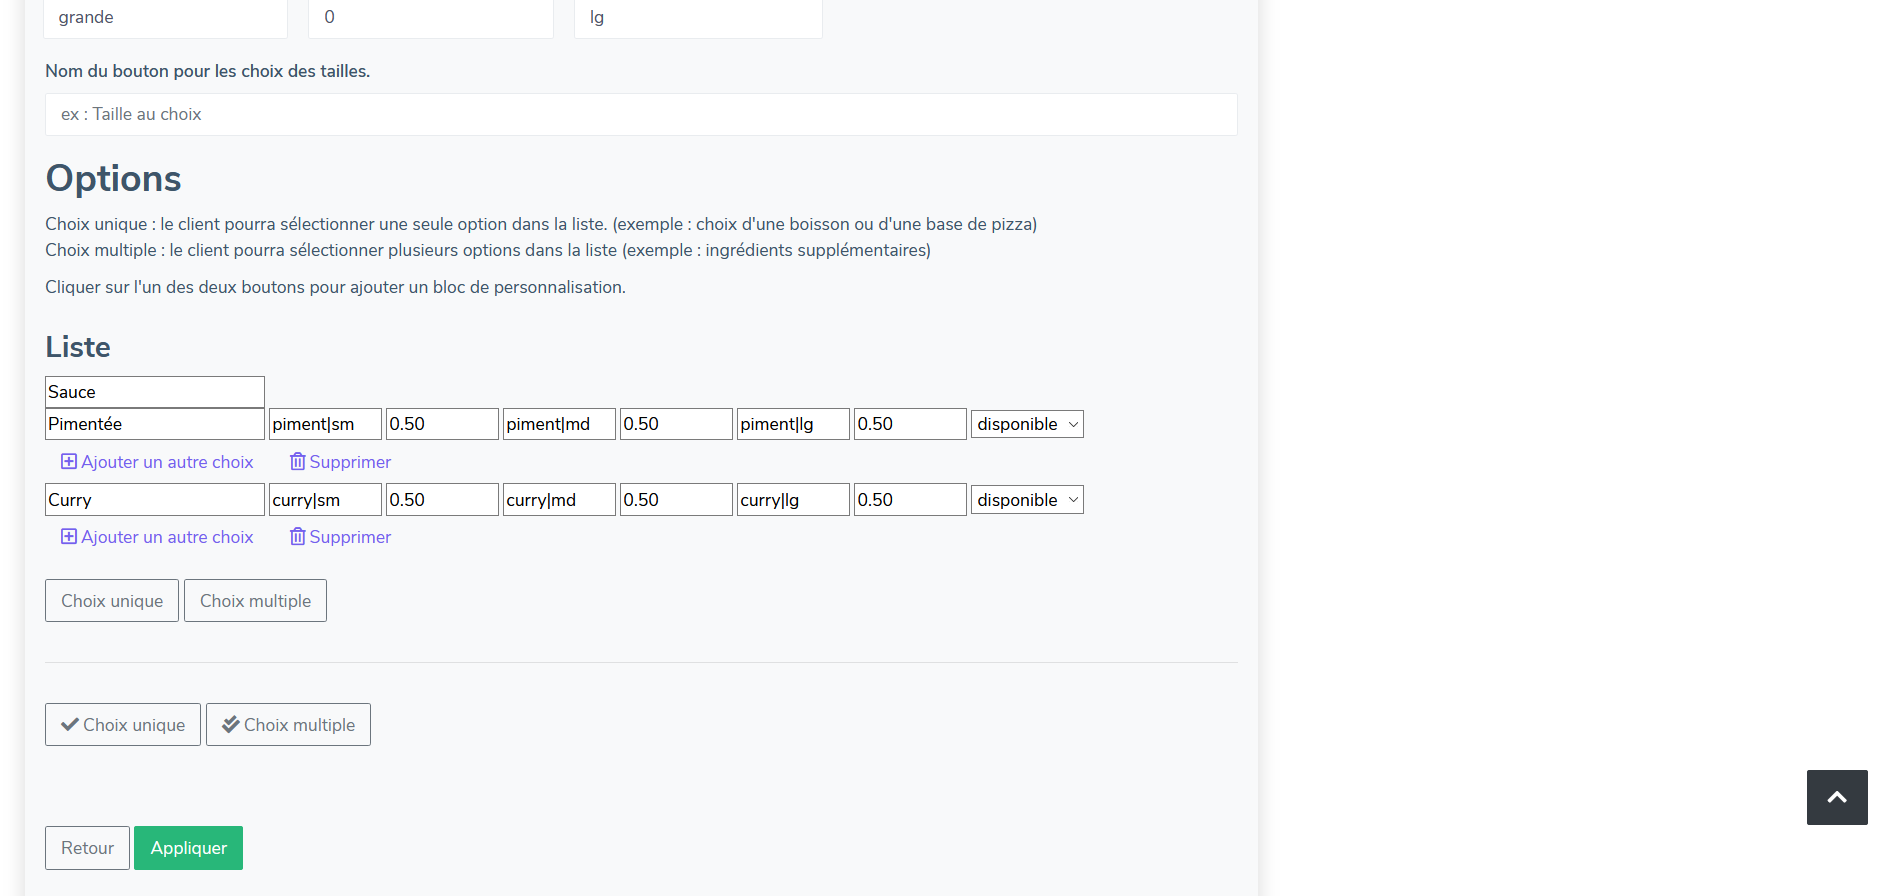 grande 0 lg
Nom du bouton pour les choix des tailles.
ex : Taille au choix
Options
Choix unique : le client pourra sélectionner une seule option dans la liste. (exemple : choix d'une boisson ou d'une base de pizza)
Choix multiple : le client pourra sélectionner plusieurs options dans la liste (exemple : ingrédients supplémentaires)
Cliquer sur l'un des deux boutons pour ajouter un bloc de personnalisation.
Liste
Sauce
Pimentée piment|sm 0.50 piment|md 0.50 piment|lg 0.50 disponible
Ajouter un autre choix Supprimer
Curry curry|sm 0.50 curry|md 0.50 curry|lg 0.50 disponible
Ajouter un autre choix Supprimer
Choix unique Choix multiple
Choix unique Choix multiple
Retour Appliquer